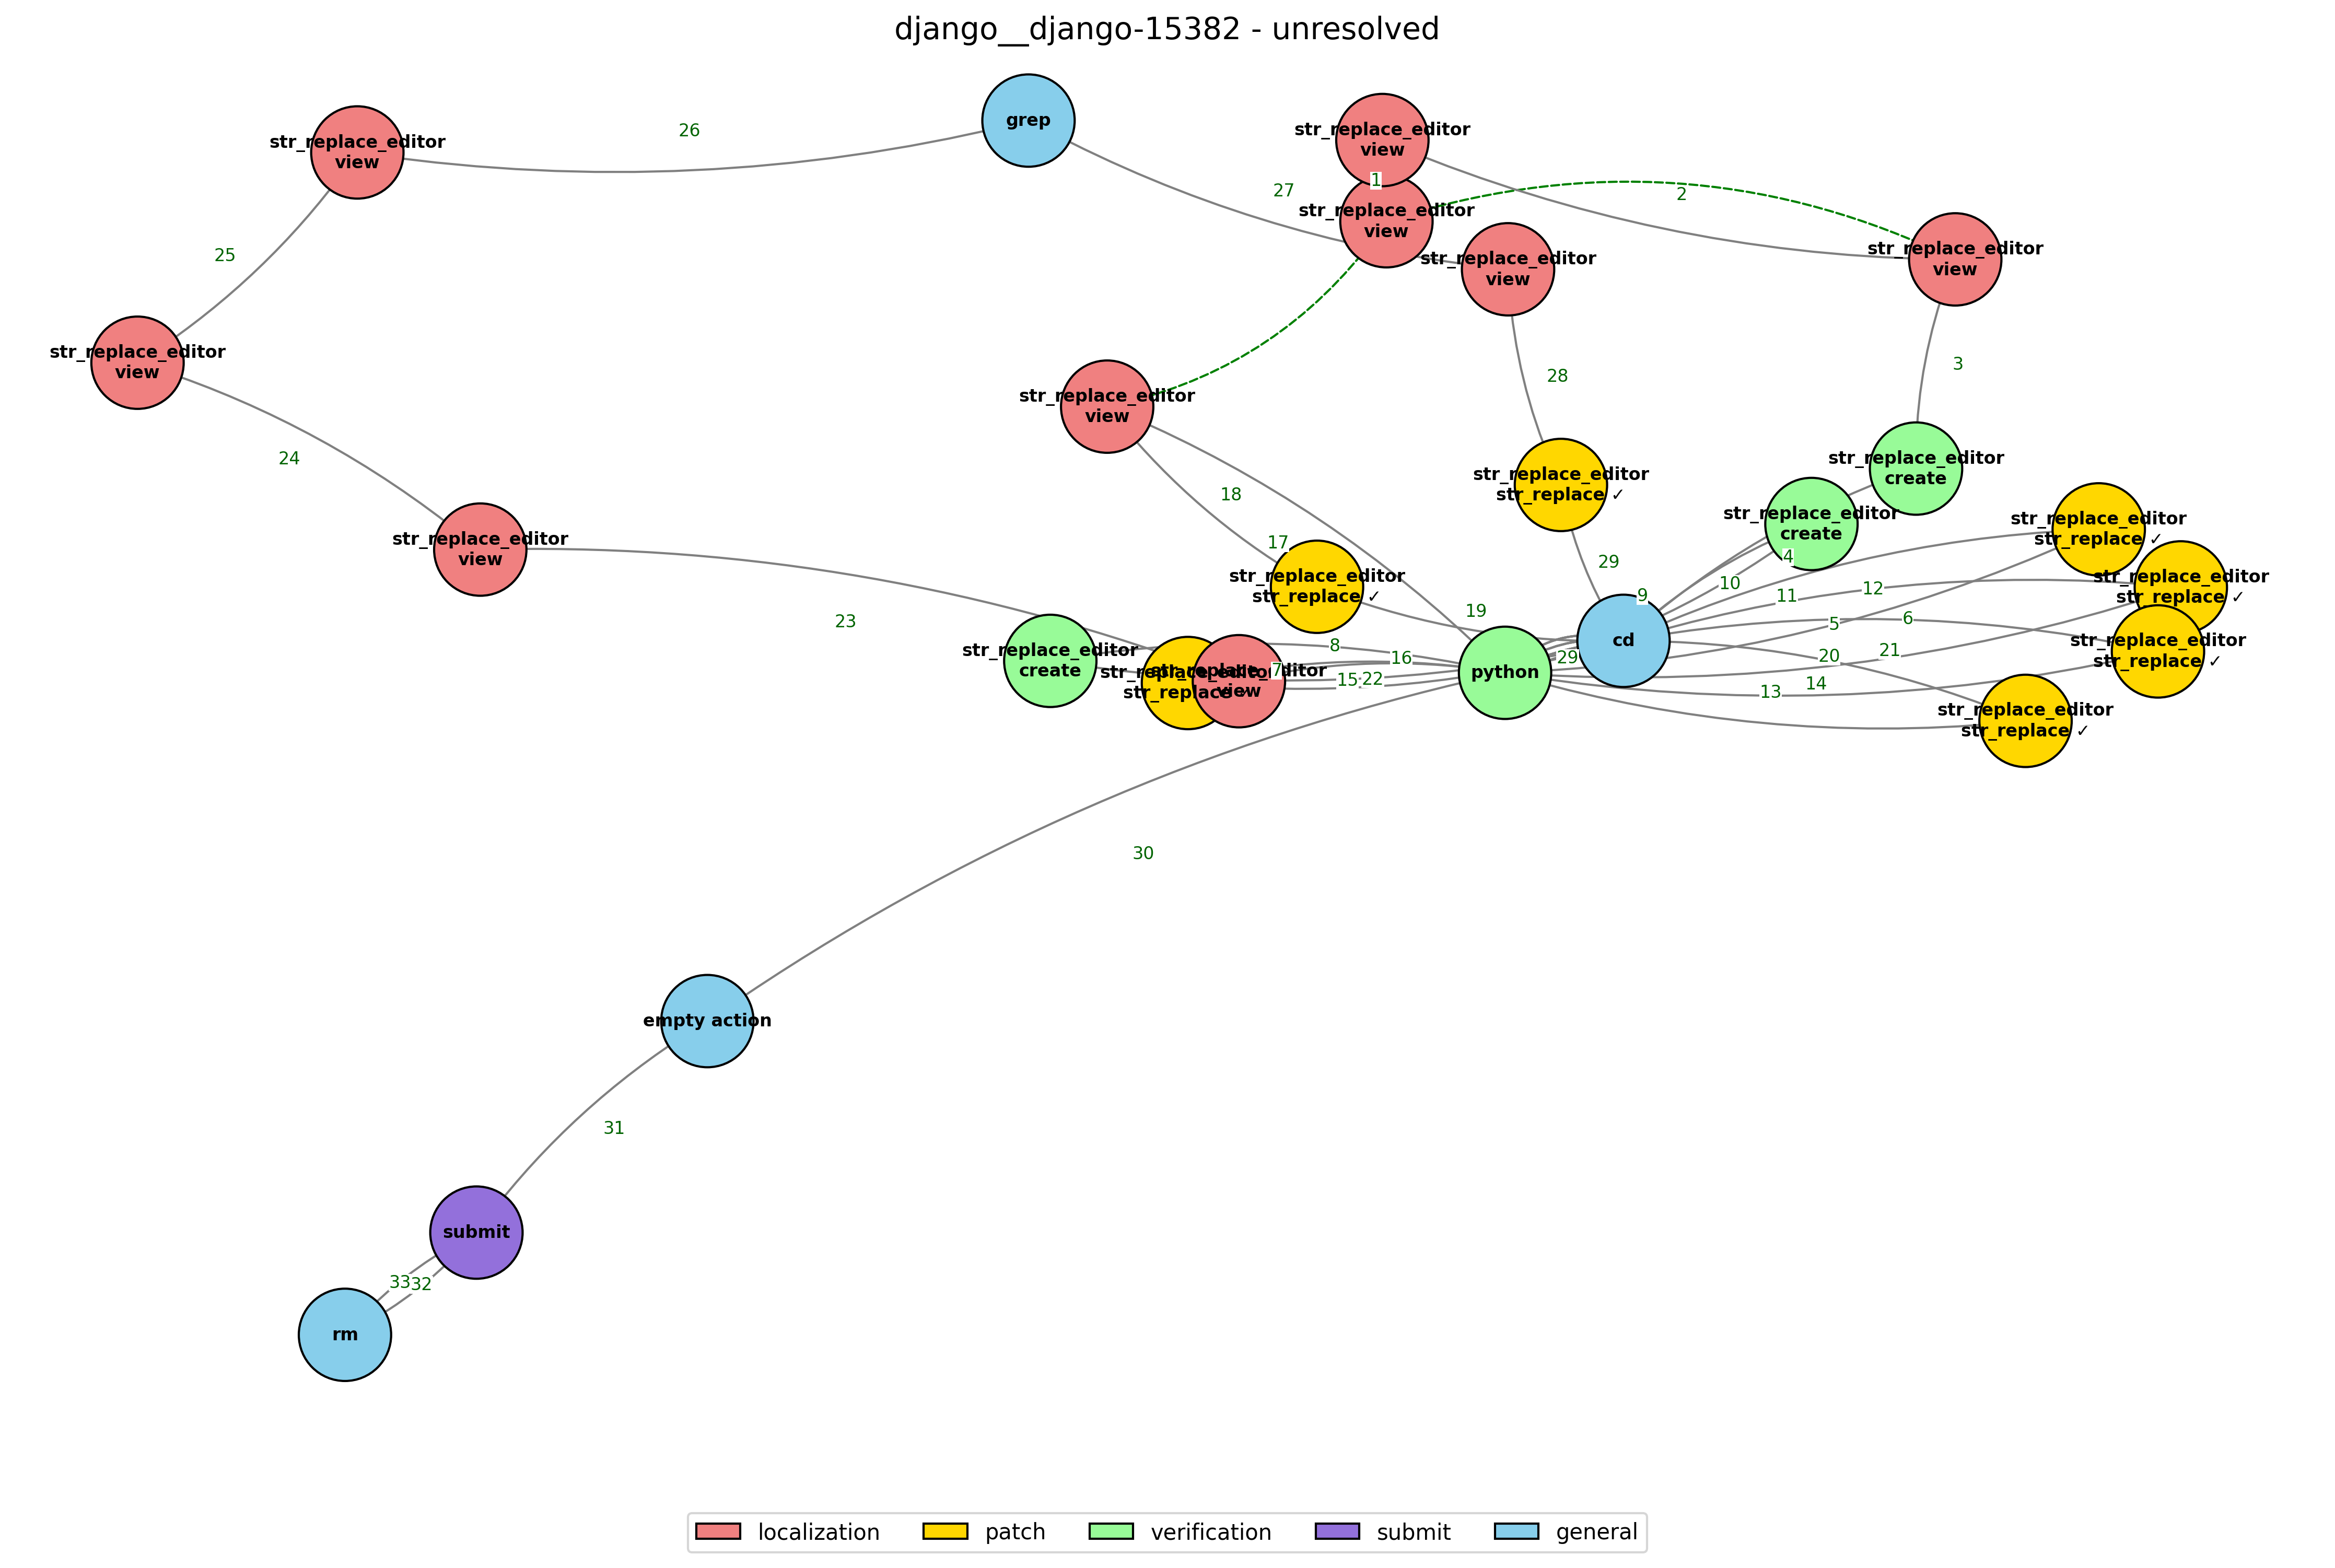 django__django-15382 - unresolved
grep
str_replace_editor
view
26
str_replace_editor
view
1
27
2
str_replace_editor
view
str_replace_editor
view
str_replace_editor
view
25
str_replace_editor
view
3
28
str_replace_editor
view
24
18
str_replace_editor
create
str_replace_editor
str_replace ✓
str_replace_editor
create
str_replace_editor
str_replace ✓
17
str_replace_editor
view
4
29
10
str_replace_editor
str_replace ✓
str_replace_editor
str_replace ✓
9
11
12
19
23
5
6
cd
8
str_replace_editor
create
16
29
20
21
str_replace_editor
str_replace ✓
str_replace
view
7
15
22
python
13
14
str_replace_editor
str_replace ✓
30
empty action
31
submit
33
32
rm
localization
patch
verification
submit
general